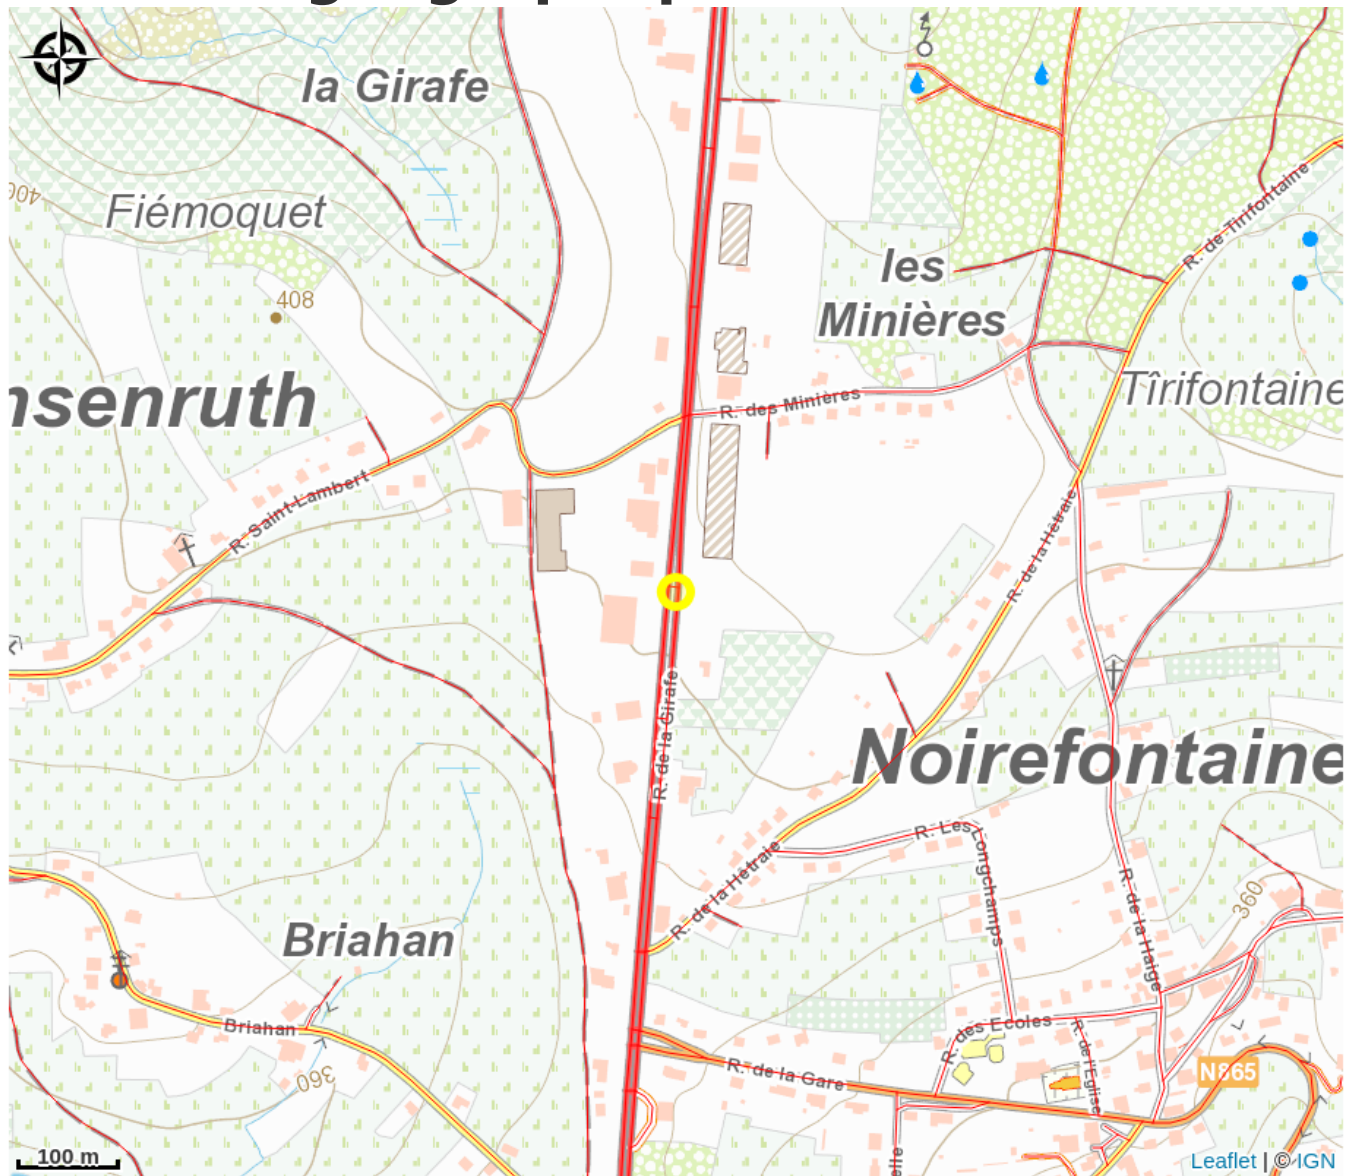 la Girafe
Fiémoquet
400
408
les
Minières
R. de Tirifontaine
Tîrifontaine
nsenruth
R. des Minières
R. Saint-Lambert
R. de la Hêtraie
R. de la Girafe
Noirefontaine
R. de la Hêtraie
R. Les Longchamps
R. de la Haige
360
Briahan
Briahan
360
R. des Ecoles
R. de l'Eglise
R. de la Gare
N865
elle
100 m
Leaflet | © IGN